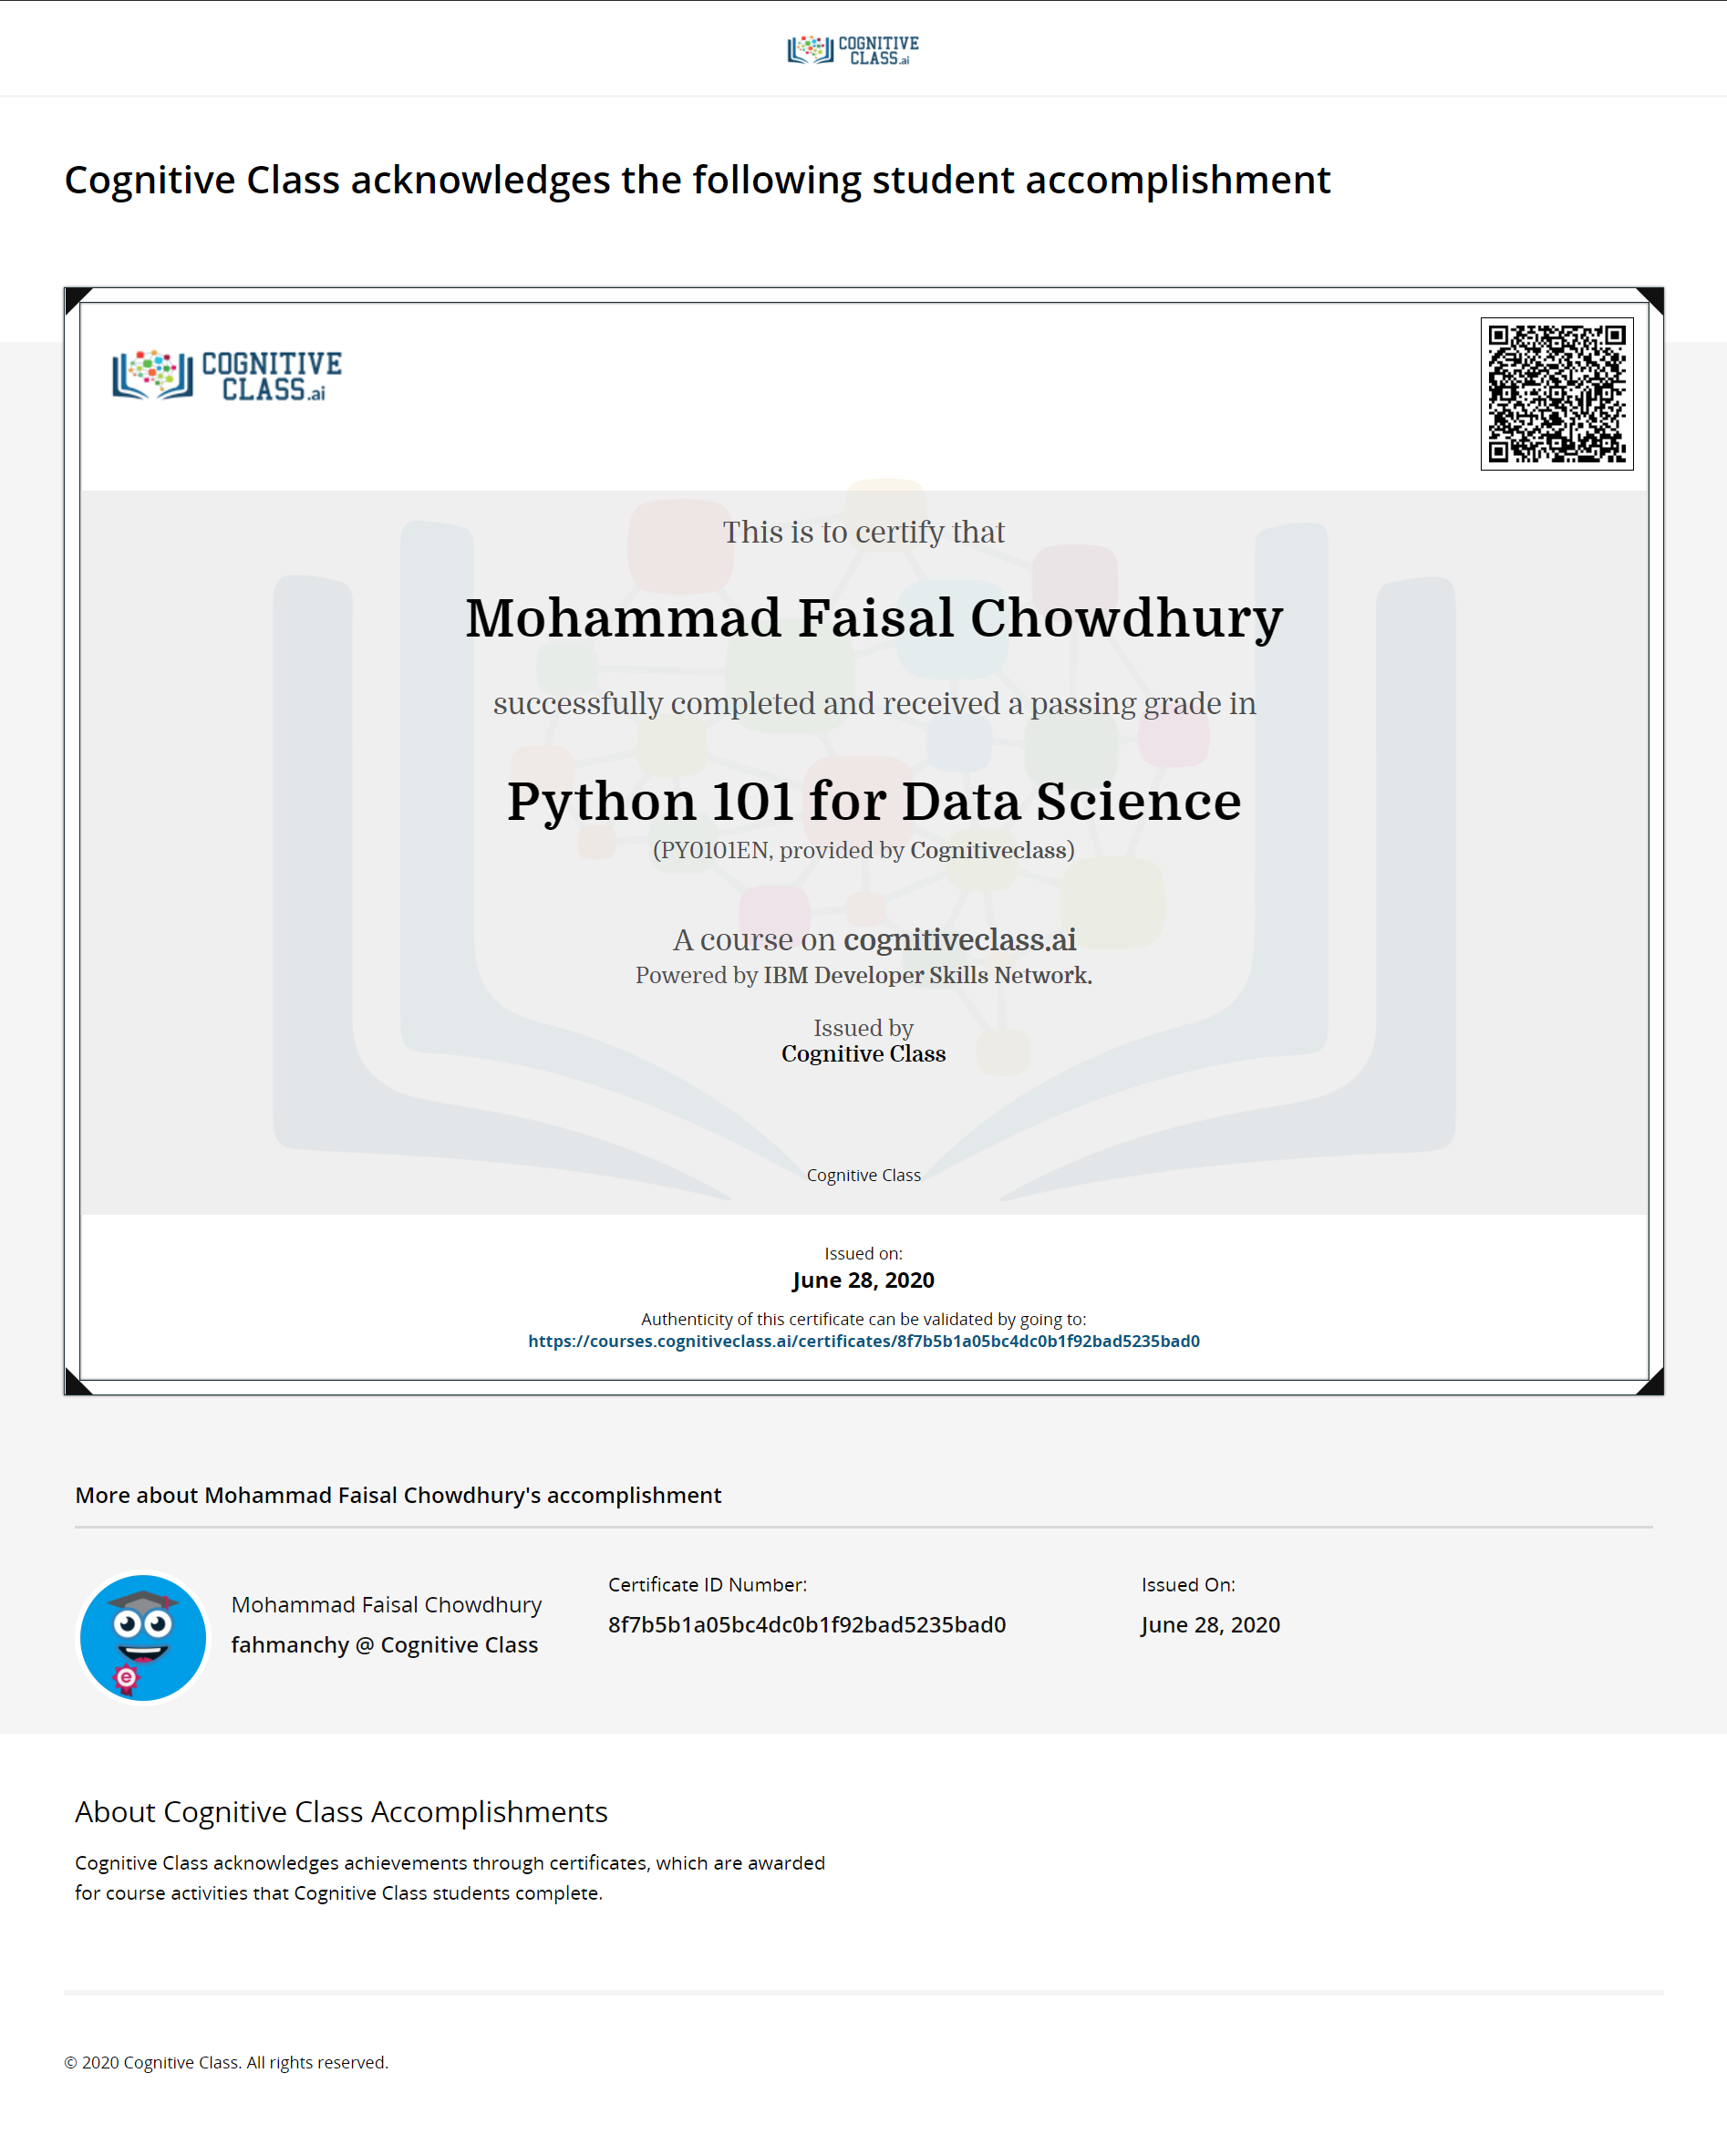 COGNITIVE
CLASS.ai
Cognitive Class acknowledges the following student accomplishment
COGNITIVE
CLASS.ai
This is to certify that
Mohammad Faisal Chowdhury
successfully completed and received a passing grade in
Python 101 for Data Science
(PY0101EN, provided by Cognitiveclass)
A course on cognitiveclass.ai
Powered by IBM Developer Skills Network.
Issued by
Cognitive Class
Cognitive Class
Issued on:
June 28, 2020
Authenticity of this certificate can be validated by going to:
https://courses.cognitiveclass.ai/certificates/8f7b5b1a05bc4dc0b1f92bad5235bad0
More about Mohammad Faisal Chowdhury's accomplishment
Mohammad Faisal Chowdhury
fahmanchy @ Cognitive Class
e
Certificate ID Number:
8f7b5b1a05bc4dc0b1f92bad5235bad0
Issued On:
June 28, 2020
About Cognitive Class Accomplishments
Cognitive Class acknowledges achievements through certificates, which are awarded
for course activities that Cognitive Class students complete.
© 2020 Cognitive Class. All rights reserved.